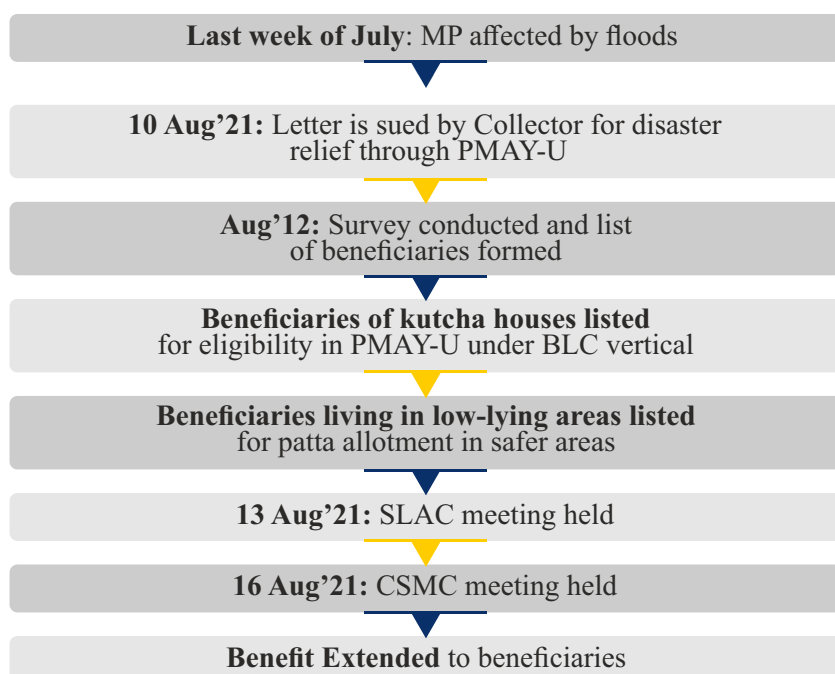 Last week of July: MP affected by floods
10 Aug’21: Letter is sued by Collector for disaster
relief through PMAY-U
Aug’12: Survey conducted and list
of beneficiaries formed
Beneficiaries of kutcha houses listed
for eligibility in PMAY-U under BLC vertical
Beneficiaries living in low-lying areas listed
for patta allotment in safer areas
13 Aug’21: SLAC meeting held
16 Aug’21: CSMC meeting held
Benefit Extended to beneficiaries